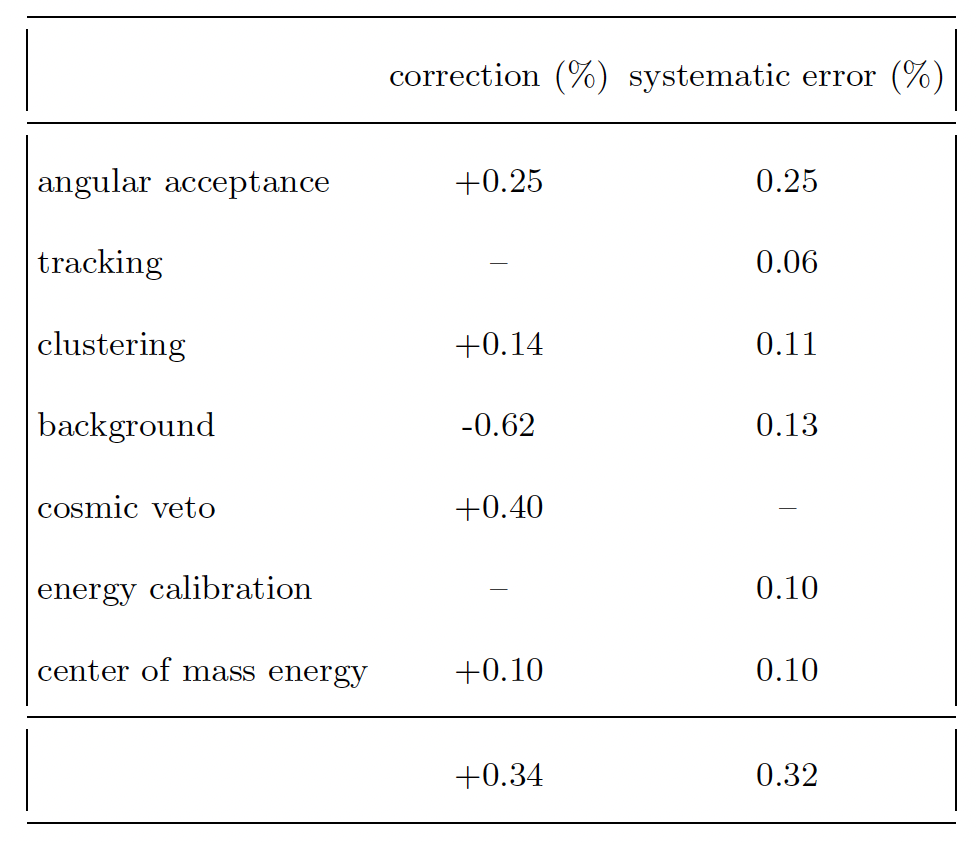 correction (%) systematic error (%)
angular acceptance +0.25 0.25
tracking – 0.06
clustering +0.14 0.11
background -0.62 0.13
cosmic veto +0.40 –
energy calibration – 0.10
center of mass energy +0.10 0.10
+0.34 0.32